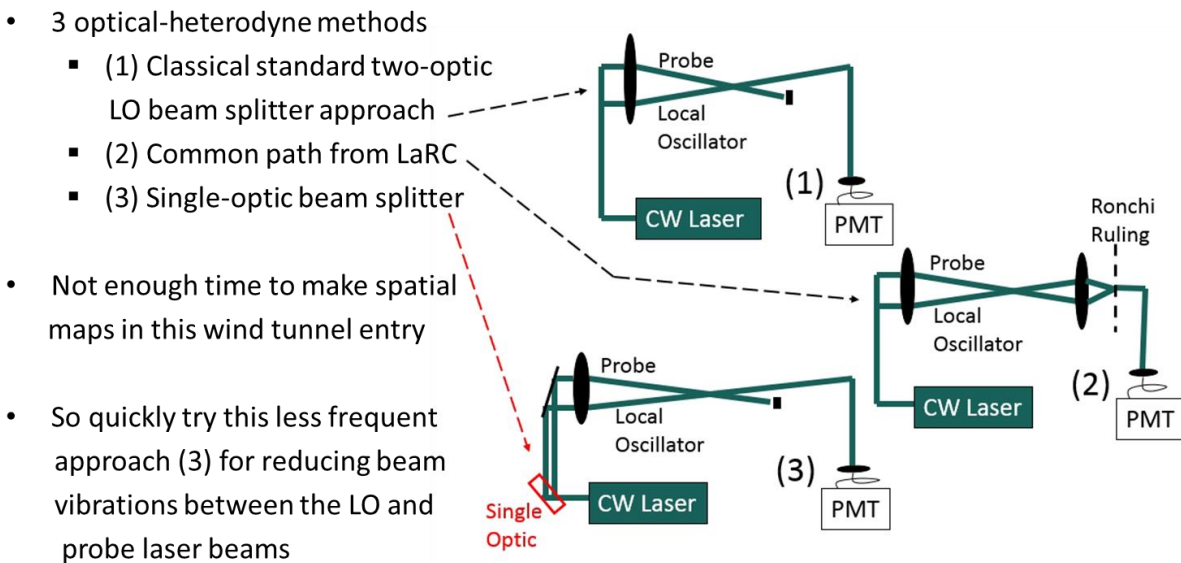 • 3 optical-heterodyne methods
▪ (1) Classical standard two-optic
LO beam splitter approach
▪ (2) Common path from LaRC
▪ (3) Single-optic beam splitter
• Not enough time to make spatial
maps in this wind tunnel entry
• So quickly try this less frequent
approach (3) for reducing beam
vibrations between the LO and
probe laser beams
Probe
Local
Oscillator
(1)
CW Laser
PMT
Ronchi
Ruling
Probe
Local
Oscillator
(2)
CW Laser
PMT
Probe
Local
Oscillator
(3)
CW Laser
PMT
Single
Optic